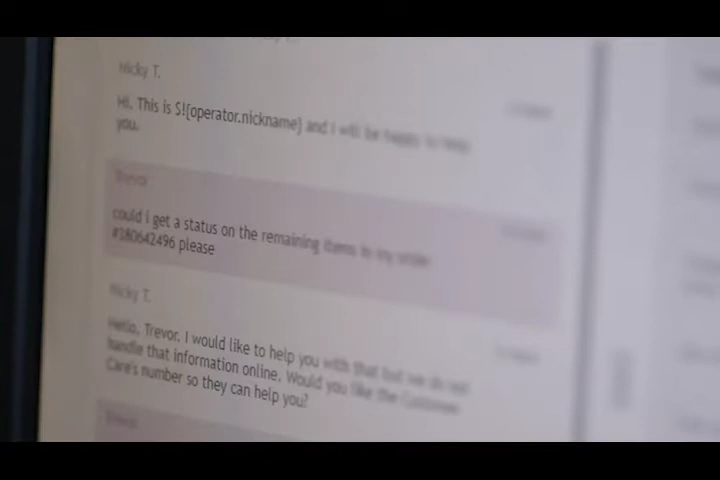 Nicky T.
Hi, This is $!{operator.nickname} and I will be happy to help
you.
Trevor
could i get a status on the remaining items in my order
#180642496 please
Nicky T.
Hello, Trevor. I would like to help you with that but we do not
handle that information online. Would you like the Customer
Care's number so they can help you?
Trevor